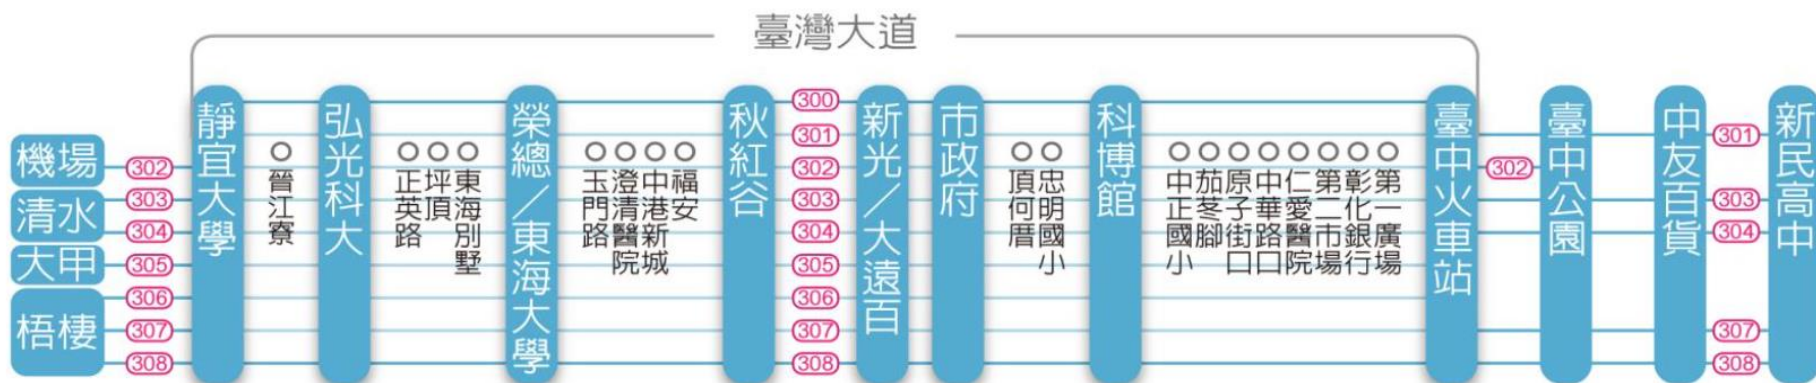 臺灣大道
機場
清水
大甲
梧棲
302
303
304
305
306
307
308
靜宜大學
晉江寮
弘光科大
正英路
坪頂
東海別墅
榮總／東海大學
玉門路
澄清醫院
中港新城
福安
秋紅谷
300
301
302
303
304
305
306
307
308
新光／大遠百
市政府
頂何厝
忠明國小
科博館
中正國小
茄苳腳
原子街口
中華路口
仁愛醫院
第二市場
彰化銀行
第一廣場
臺中火車站
302
臺中公園
中友百貨
301
303
304
307
308
新民高中